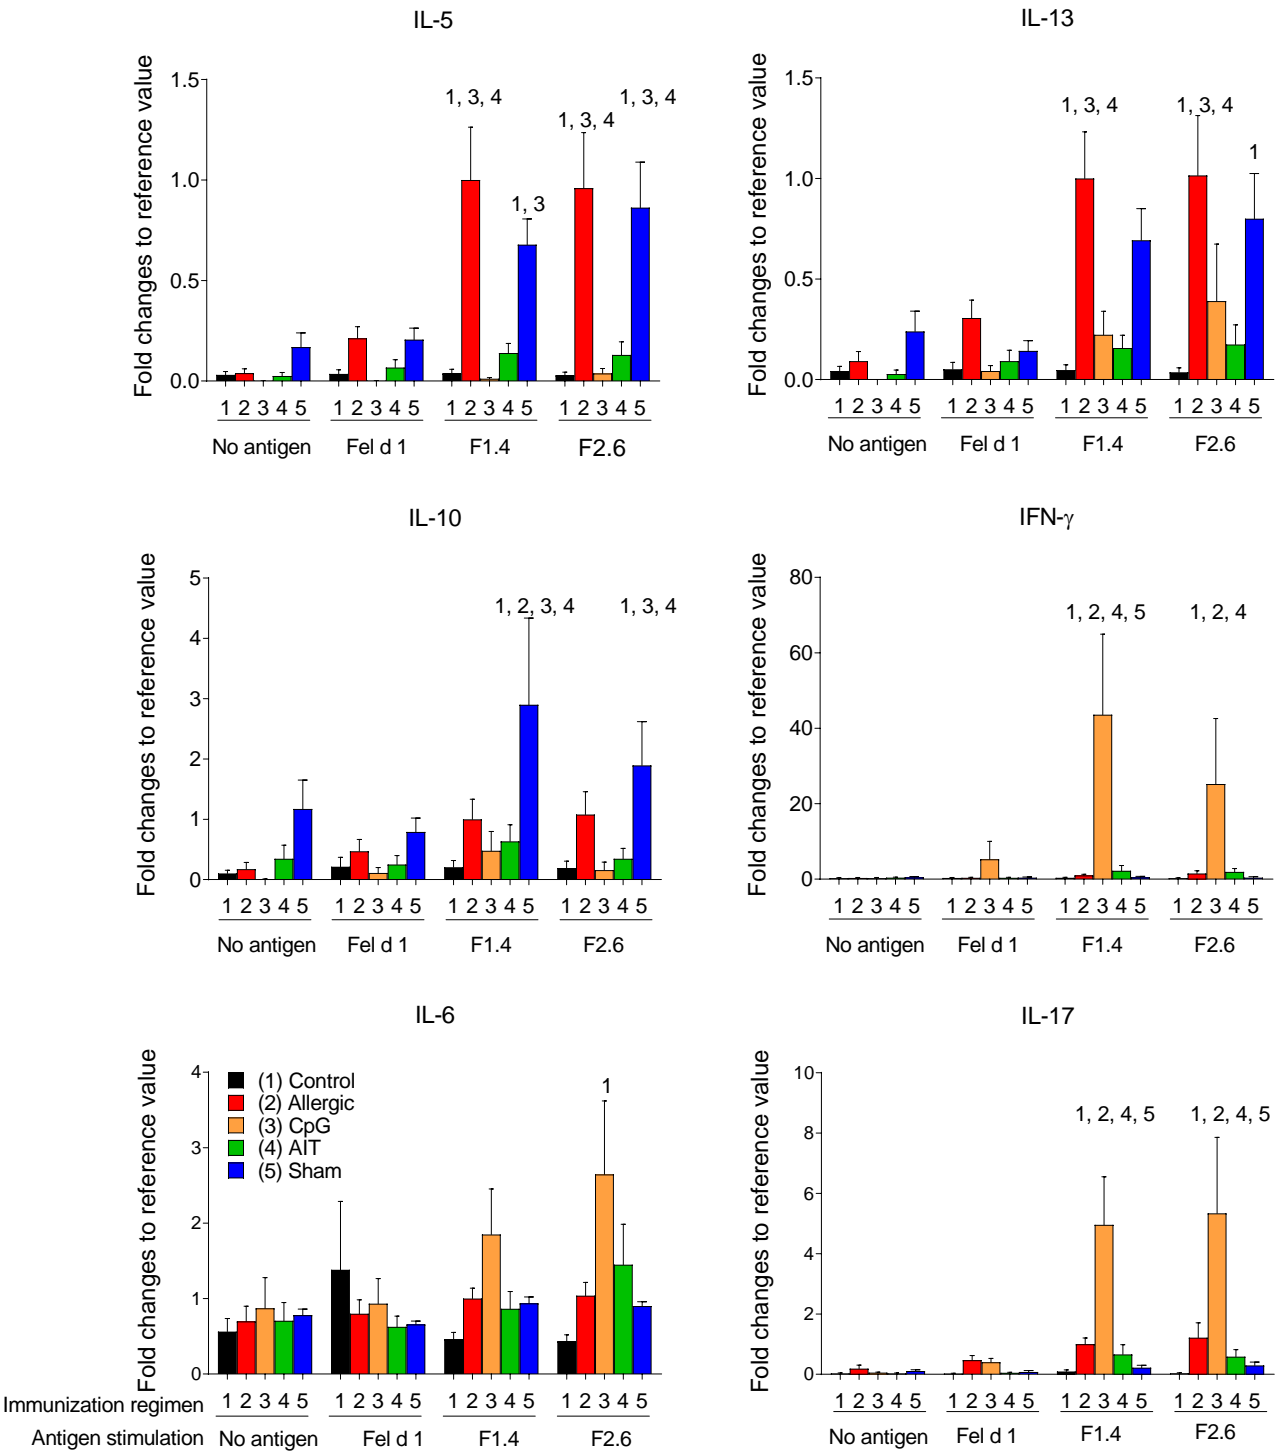 IL-5
Fold changes to reference value
1.5
1.0
0.5
0.0
1, 3, 4
1, 3
1, 3, 4
1, 3, 4
1 2 3 4 5 1 2 3 4 5 1 2 3 4 5 1 2 3 4 5
No antigen Fel d 1 F1.4 F2.6
IL-13
Fold changes to reference value
1.5
1.0
0.5
0.0
1, 3, 4
1, 3, 4
1
1 2 3 4 5 1 2 3 4 5 1 2 3 4 5 1 2 3 4 5
No antigen Fel d 1 F1.4 F2.6
IL-10
Fold changes to reference value
5
4
3
2
1
0
1, 2, 3, 4
1, 3, 4
1 2 3 4 5 1 2 3 4 5 1 2 3 4 5 1 2 3 4 5
No antigen Fel d 1 F1.4 F2.6
IFN-γ
Fold changes to reference value
80
60
40
20
0
1, 2, 4, 5
1, 2, 4
1 2 3 4 5 1 2 3 4 5 1 2 3 4 5 1 2 3 4 5
No antigen Fel d 1 F1.4 F2.6
IL-6
Fold changes to reference value
4
3
2
1
0
(1) Control
(2) Allergic
(3) CpG
(4) AIT
(5) Sham
1
Immunization regimen 1 2 3 4 5 1 2 3 4 5 1 2 3 4 5 1 2 3 4 5
Antigen stimulation No antigen Fel d 1 F1.4 F2.6
IL-17
Fold changes to reference value
10
8
6
4
2
0
1, 2, 4, 5
1, 2, 4, 5
1 2 3 4 5 1 2 3 4 5 1 2 3 4 5 1 2 3 4 5
No antigen Fel d 1 F1.4 F2.6